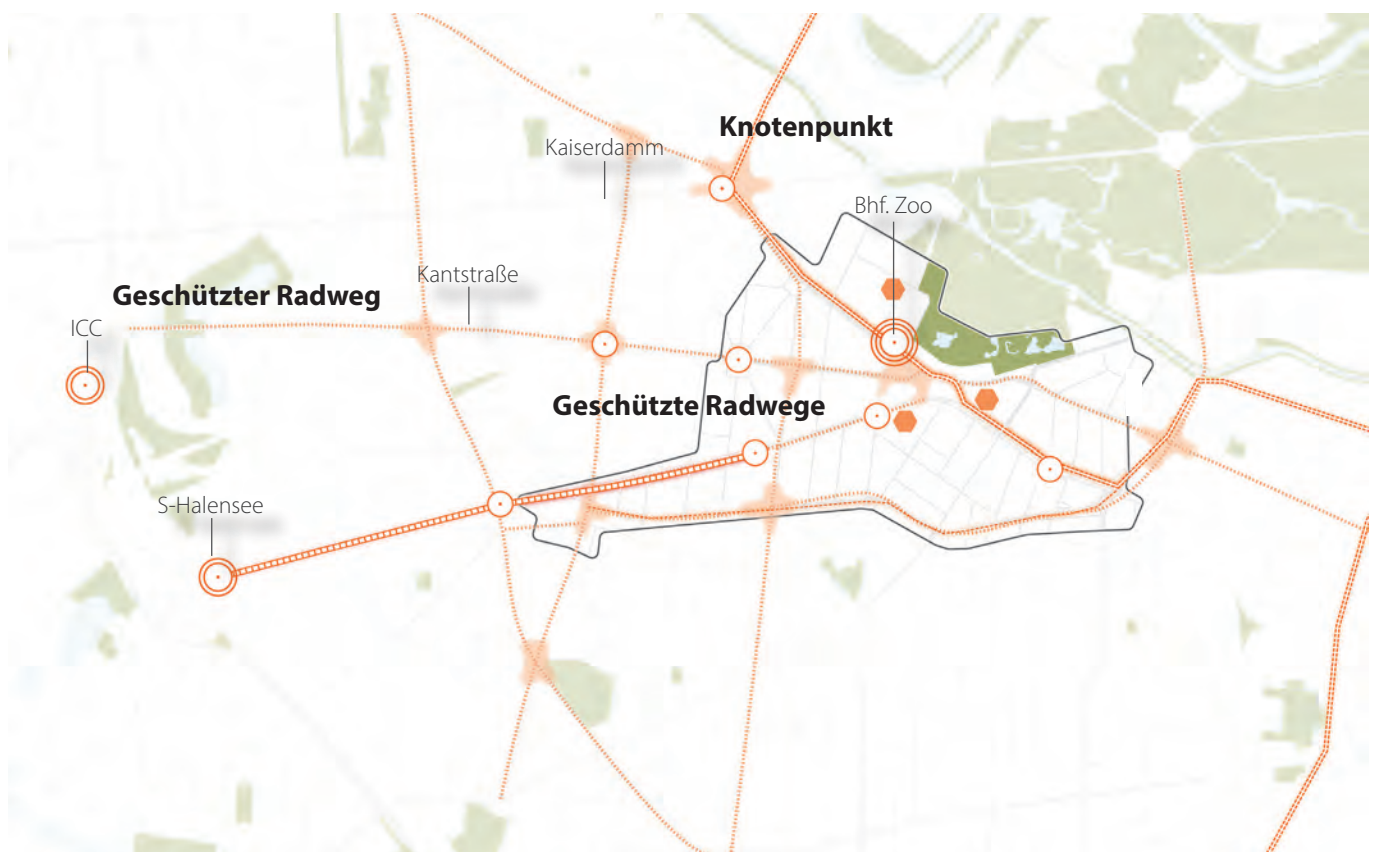 Knotenpunkt
Kaiserdamm
Bhf. Zoo
Kantstraße
Geschützter Radweg
ICC
Geschützte Radwege
S-Halensee